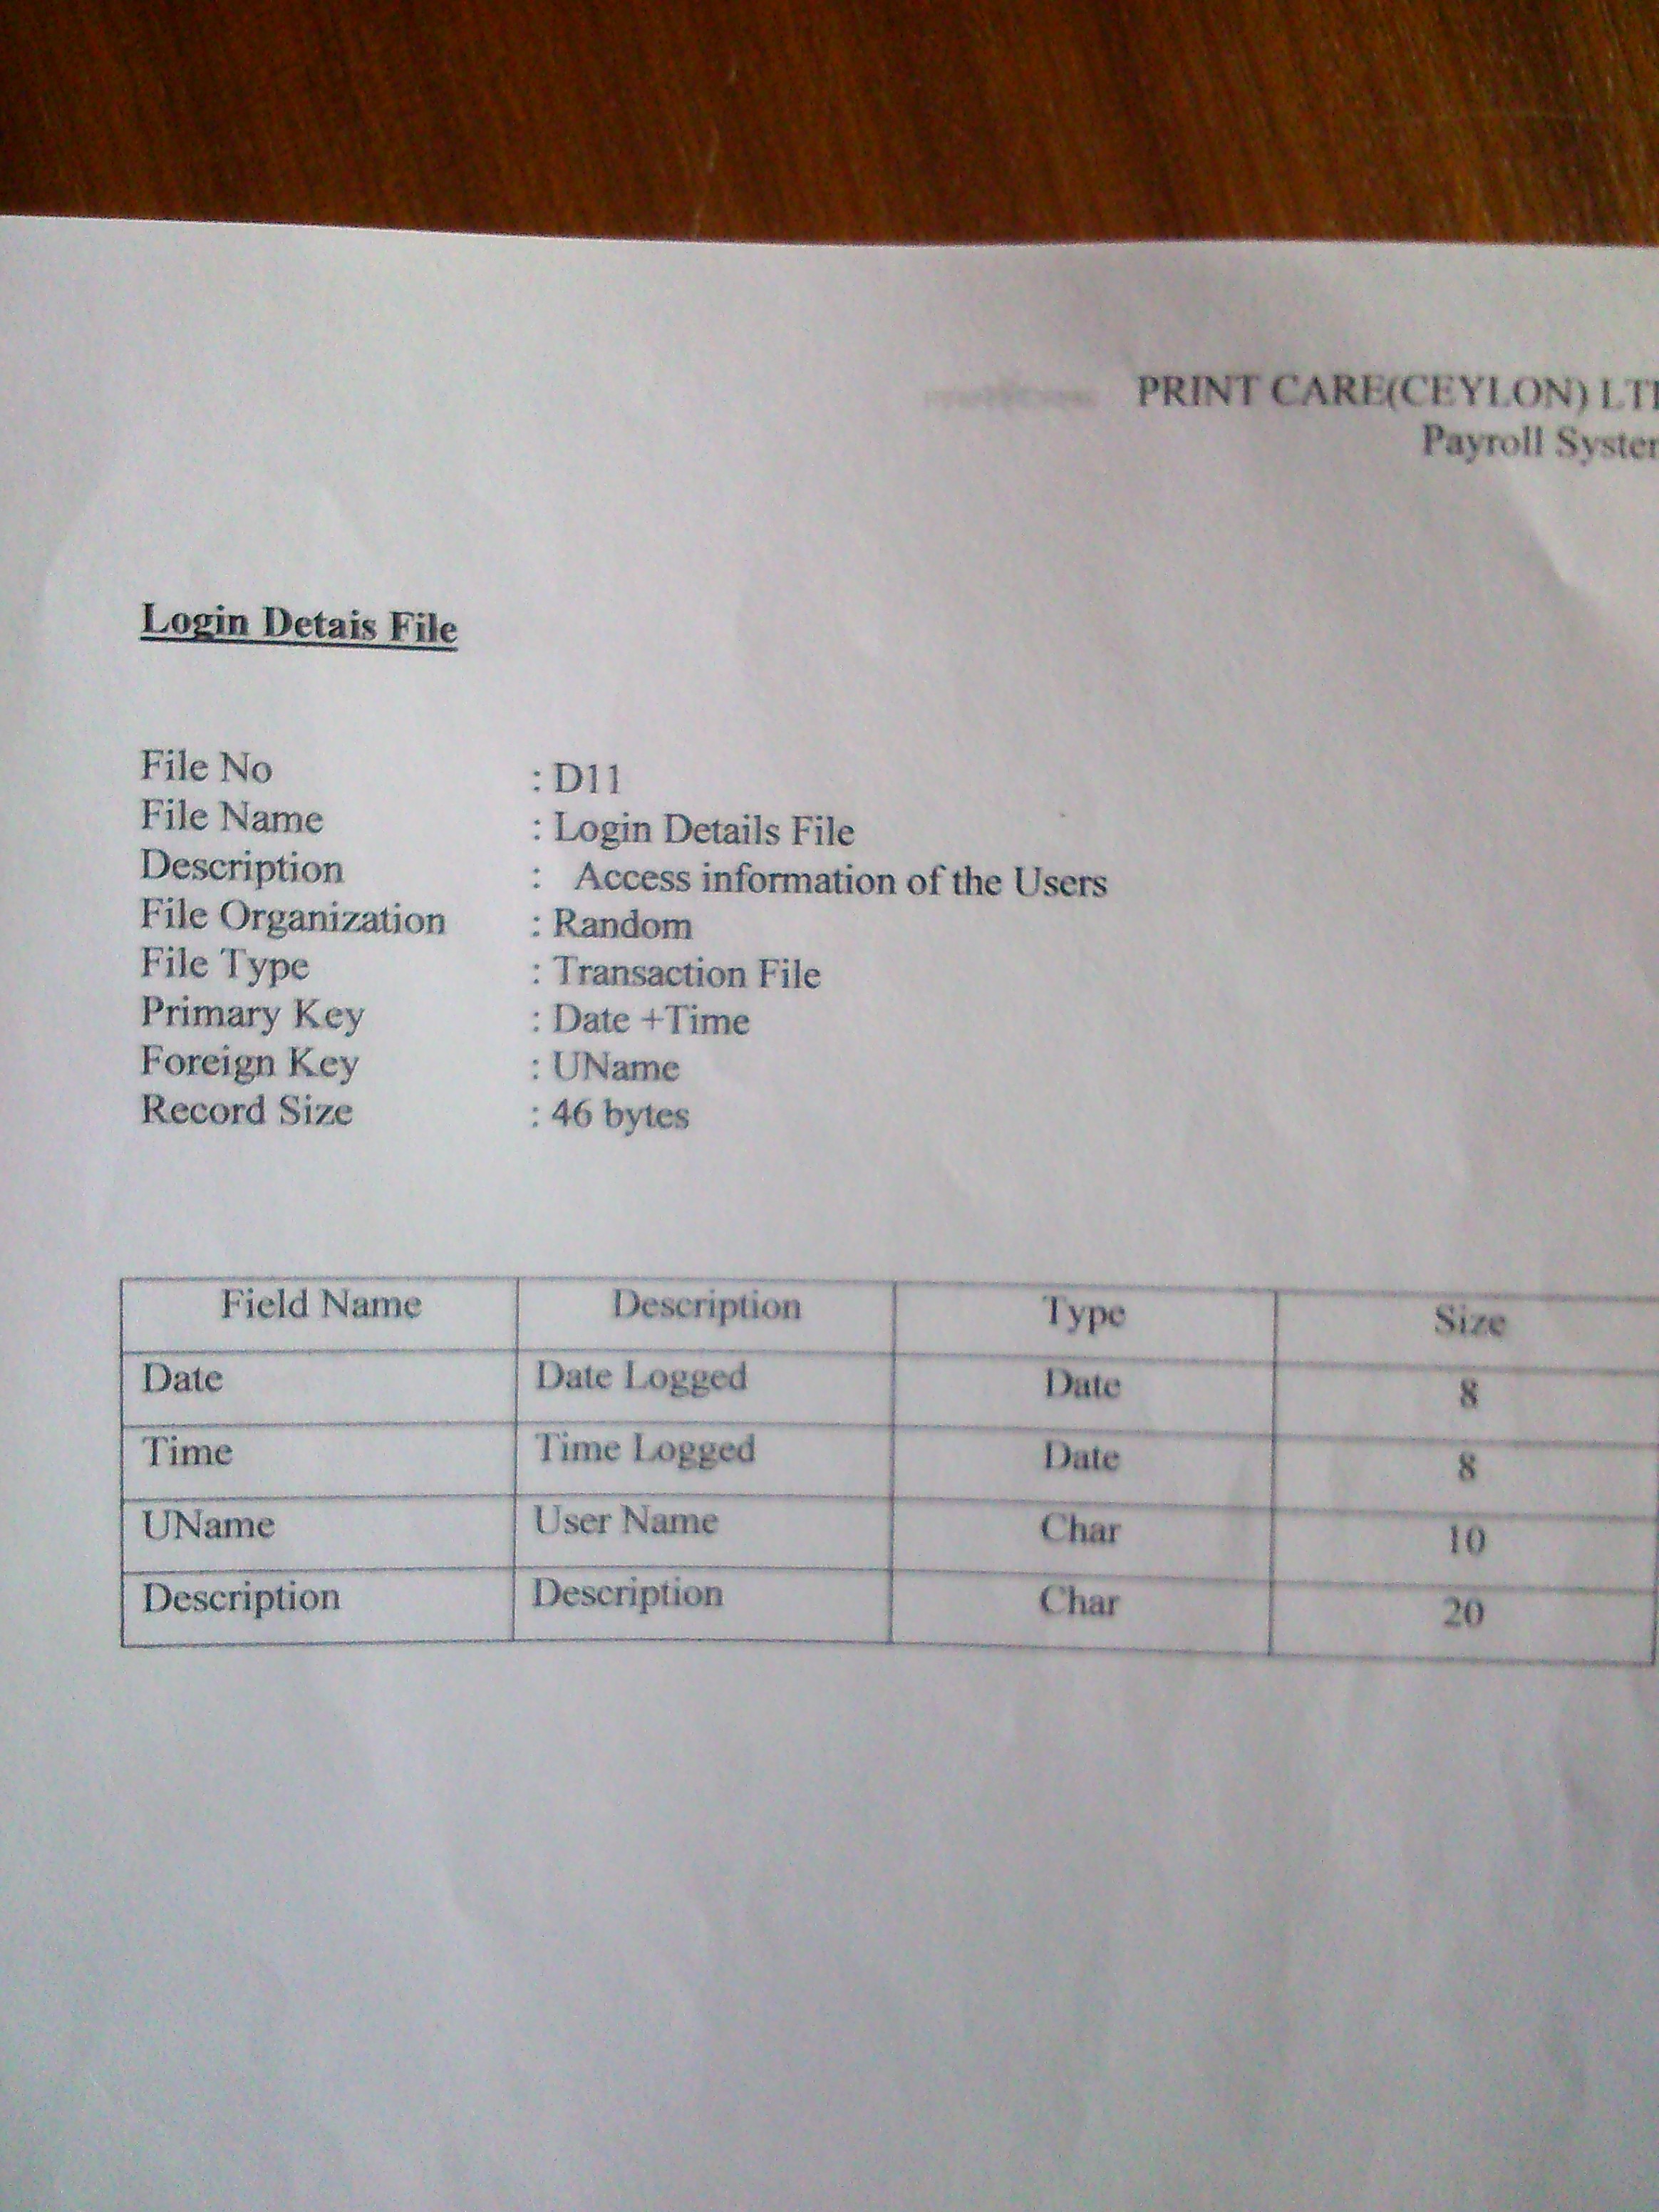 PRINT CARE(CEYLON) LT
Payroll Syste
Login Detais File
File No : D11
File Name : Login Details File
Description : Access information of the Users
File Organization : Random
File Type : Transaction File
Primary Key : Date +Time
Foreign Key : UName
Record Size : 46 bytes
Field Name Description Type Size
Date Date Logged Date 8
Time Time Logged Date 8
UName User Name Char 10
Description Description Char 20